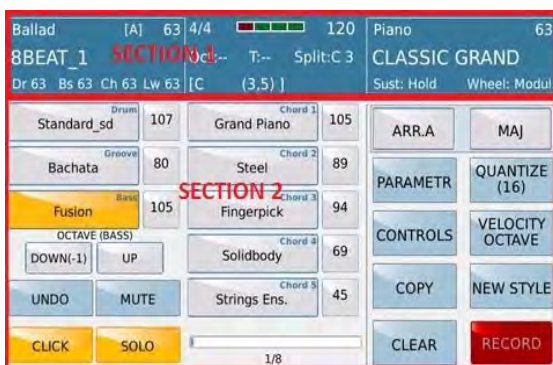 Ballad [A] 63 4/4 120 Piano 63
8BEAT_1 SECTION 1 Oct:-- T:-- Split:C 3 CLASSIC GRAND
Dr 63 Bs 63 Ch 63 Lw 63 [C (3,5) ] Sust: Hold Wheel: Modul
Drum
Standard_sd 107
Chord 1
Grand Piano 105
ARR.A MAJ
Groove
Bachata 80
Chord 2
Steel 89
PARAMETR QUANTIZE
(16)
SECTION 2
Bass
Fusion 105
Chord 3
Fingerpick 94
CONTROLS VELOCITY
OCTAVE
OCTAVE (BASS)
DOWN(-1) UP
Chord 4
Solidbody 69
UNDO MUTE
Chord 5
Strings Ens. 45
COPY NEW STYLE
CLICK SOLO
1/8
CLEAR RECORD